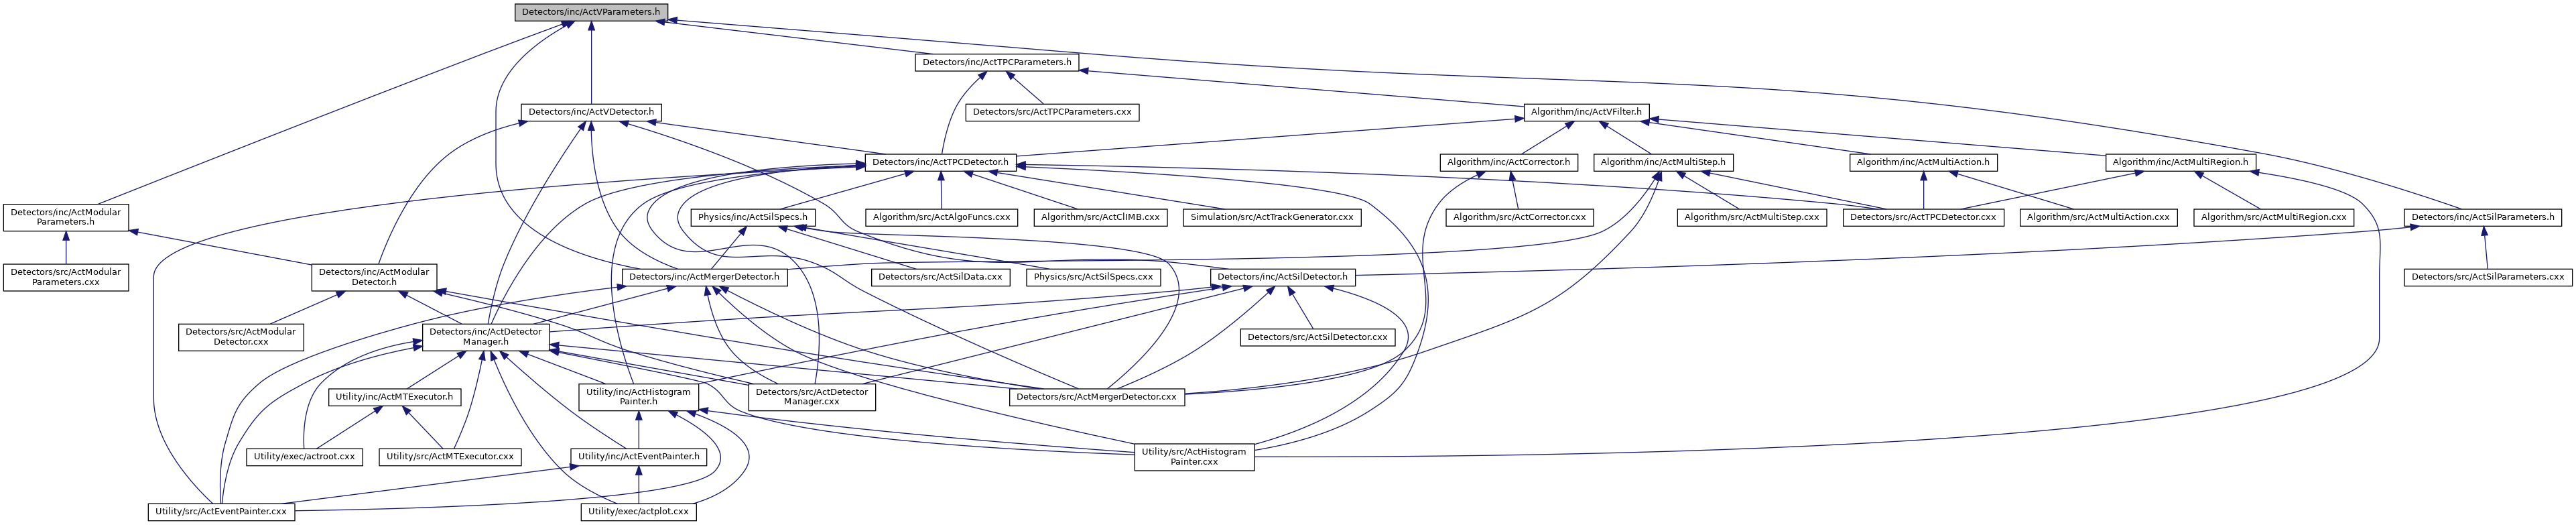 Detectors/inc/ActVParameters.h
Detectors/inc/ActTPCParameters.h
Detectors/inc/ActVDetector.h
Detectors/src/ActTPCParameters.cxx
Algorithm/inc/ActVFilter.h
Detectors/inc/ActTPCDetector.h
Algorithm/inc/ActCorrector.h
Algorithm/inc/ActMultiStep.h
Algorithm/inc/ActMultiAction.h
Algorithm/inc/ActMultiRegion.h
Detectors/inc/ActModular
Parameters.h
Physics/inc/ActSilSpecs.h
Algorithm/src/ActAlgoFuncs.cxx
Algorithm/src/ActClIMB.cxx
Simulation/src/ActTrackGenerator.cxx
Algorithm/src/ActCorrector.cxx
Algorithm/src/ActMultiStep.cxx
Detectors/src/ActTPCDetector.cxx
Algorithm/src/ActMultiAction.cxx
Algorithm/src/ActMultiRegion.cxx
Detectors/inc/ActSilParameters.h
Detectors/src/ActModular
Parameters.cxx
Detectors/inc/ActModular
Detector.h
Detectors/inc/ActMergerDetector.h
Detectors/src/ActSilData.cxx
Physics/src/ActSilSpecs.cxx
Detectors/inc/ActSilDetector.h
Detectors/src/ActSilParameters.cxx
Detectors/src/ActModular
Detector.cxx
Detectors/inc/ActDetector
Manager.h
Detectors/src/ActSilDetector.cxx
Utility/inc/ActMTExecutor.h
Utility/inc/ActHistogram
Painter.h
Detectors/src/ActDetector
Manager.cxx
Detectors/src/ActMergerDetector.cxx
Utility/exec/actroot.cxx
Utility/src/ActMTExecutor.cxx
Utility/inc/ActEventPainter.h
Utility/src/ActHistogram
Painter.cxx
Utility/src/ActEventPainter.cxx
Utility/exec/actplot.cxx